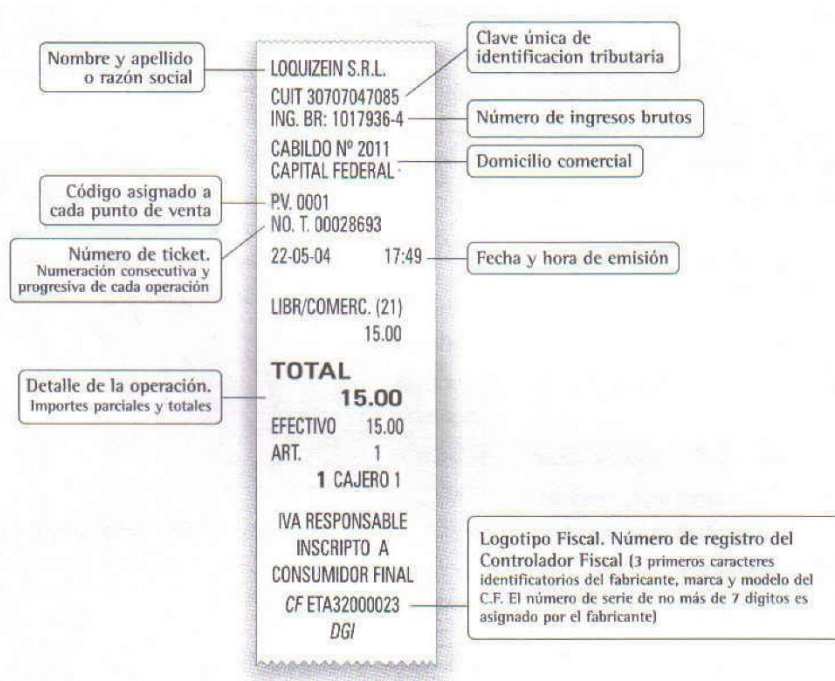 Nombre y apellido
o razón social
Clave única de
identificacion tributaria
Número de ingresos brutos
Domicilio comercial
Código asignado a
cada punto de venta
Número de ticket.
Numeración consecutiva y
progresiva de cada operación
Fecha y hora de emisión
Detalle de la operación.
Importes parciales y totales
Logotipo Fiscal. Número de registro del
Controlador Fiscal (3 primeros caracteres
identificatorios del fabricante, marca y modelo del
C.F. El número de serie de no más de 7 dígitos es
asignado por el fabricante)
LOQUIZEIN S.R.L.
CUIT 30707047085
ING. BR: 1017936-4
CABILDO Nº 2011
CAPITAL FEDERAL
P.V. 0001
NO. T. 00028693
22-05-04 17:49
LIBR/COMERC. (21)
15.00
TOTAL
15.00
EFECTIVO 15.00
ART. 1
1 CAJERO 1
IVA RESPONSABLE
INSCRIPTO A
CONSUMIDOR FINAL
CF ETA32000023
DGI